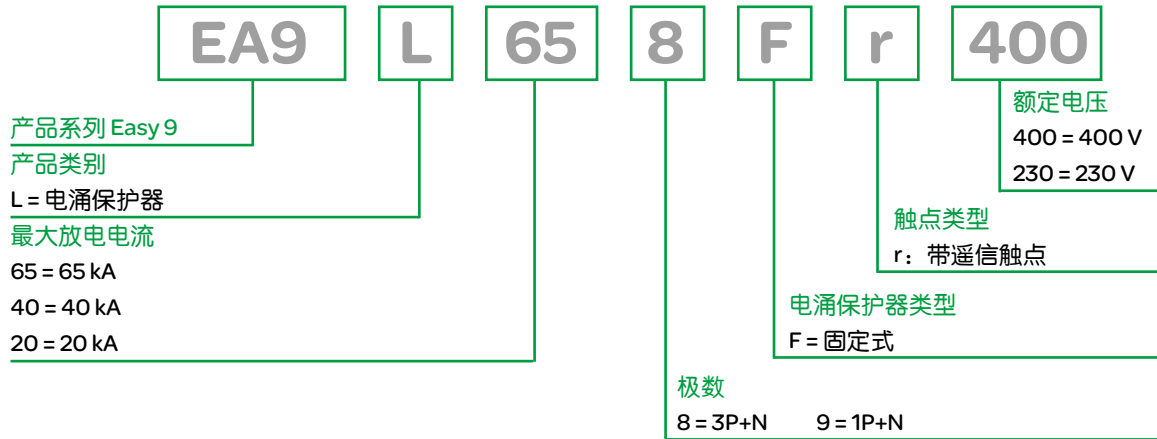 EA9 L 65 8 F r 400
产品系列 Easy 9
产品类别
L = 电涌保护器
最大放电电流
65 = 65 kA
40 = 40 kA
20 = 20 kA
额定电压
400 = 400 V
230 = 230 V
触点类型
r：带遥信触点
电涌保护器类型
F = 固定式
极数
8 = 3P+N 9 = 1P+N